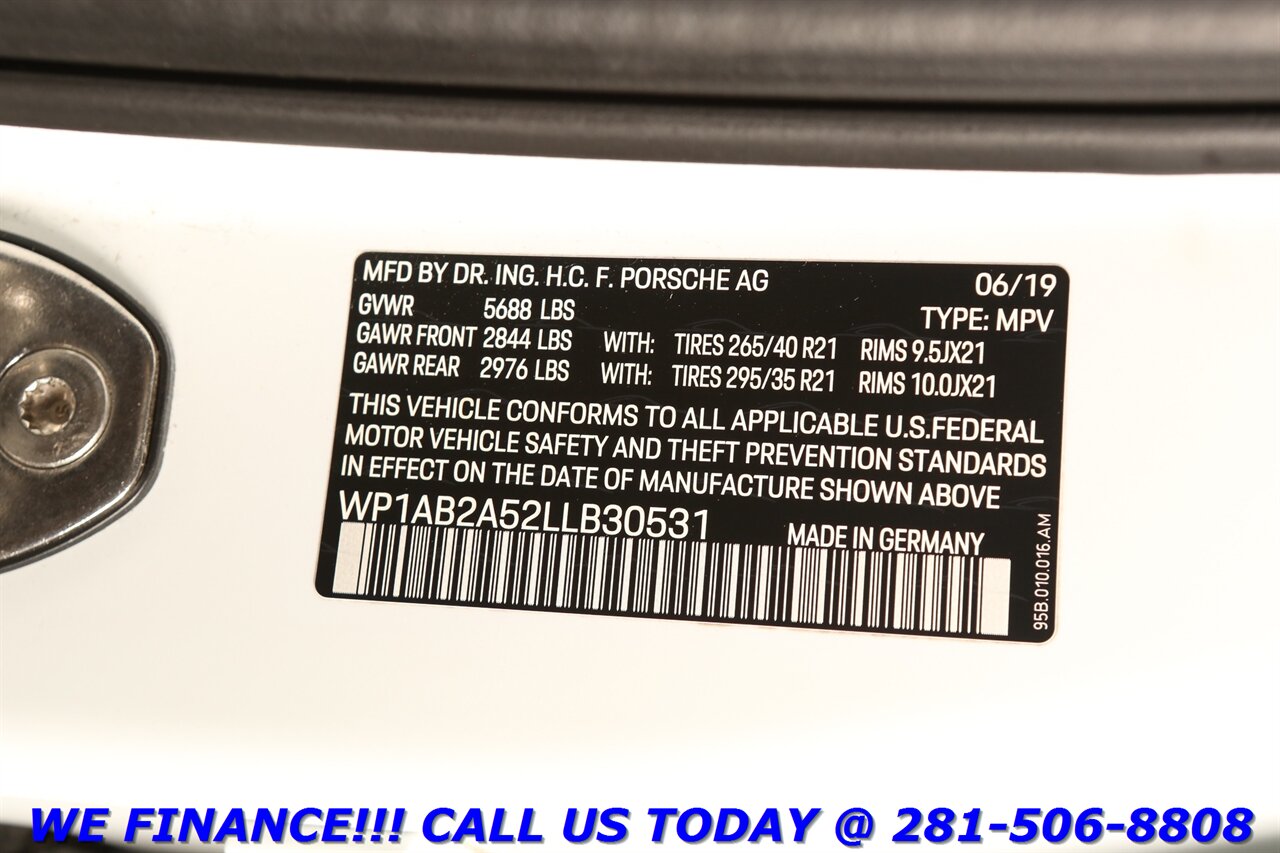 MFD BY DR. ING. H.C. F. PORSCHE AG 06/19
GVWR 5688 LBS TYPE: MPV
GAWR FRONT 2844 LBS WITH: TIRES 265/40 R21 RIMS 9.5JX21
GAWR REAR 2976 LBS WITH: TIRES 295/35 R21 RIMS 10.0JX21
THIS VEHICLE CONFORMS TO ALL APPLICABLE U.S.FEDERAL
MOTOR VEHICLE SAFETY AND THEFT PREVENTION STANDARDS
IN EFFECT ON THE DATE OF MANUFACTURE SHOWN ABOVE
WP1AB2A52LLB30531 MADE IN GERMANY
95B.010.016.AM
WE FINANCE!!! CALL US TODAY @ 281-506-8808